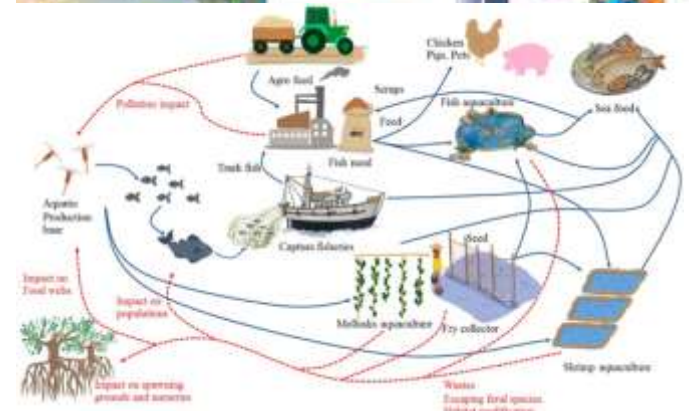 Chicken
Pigs, Pets
Agro feed
Scraps
Fish aquaculture
Sea foods
Pollution impact
Feed
Fish meal
Trash fish
Aquatic
Production
base
Capture fisheries
Seed
Impact on
Food webs
Impact on
populations
Mollusks aquaculture
Fry collector
Shrimp aquaculture
Impact on spawning
grounds and nurseries
Wastes
Escaping feral species